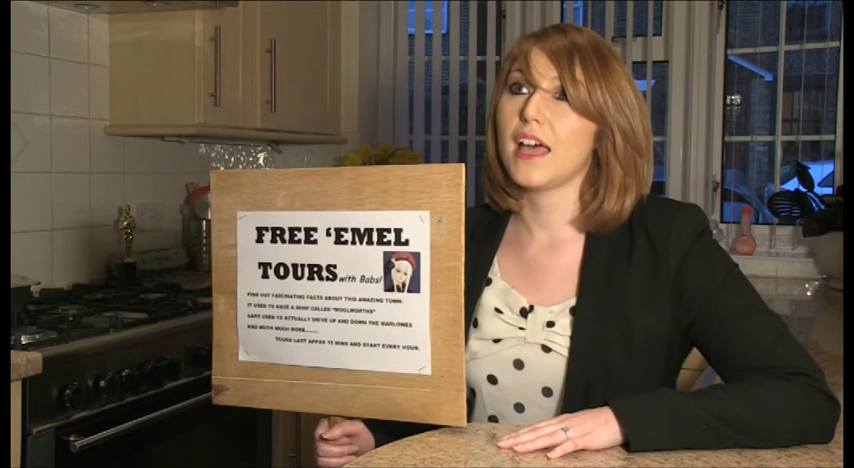 FREE 'EMEL
TOURS with Babs!
FIND OUT FASCINATING FACTS ABOUT THIS AMAZING TOWN.
IT USED TO HAVE A SHOP CALLED "WOOLWORTHS"
CARS USED TO ACTUALLY DRIVE UP AND DOWN THE MARLOWES
AND MUCH MUCH MORE.......
TOURS LAST APPRX 15 MINS AND START EVERY HOUR.